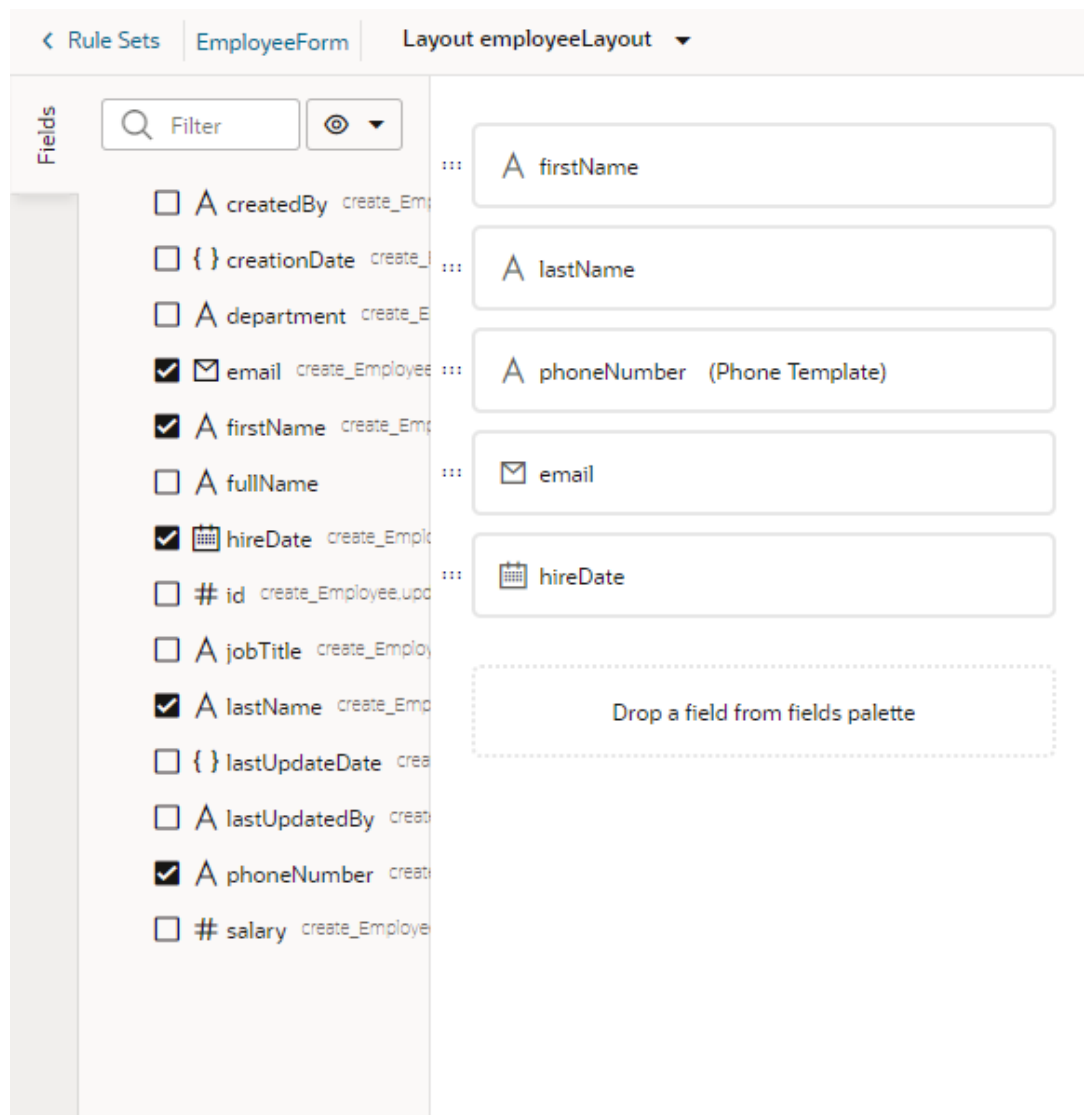 Rule Sets EmployeeForm Layout employeeLayout
Fields
Filter
createdBy create_Emp
creationDate create_
department create_E
email create_Employee
firstName create_Emp
fullName
hireDate create_Emplo
id create_Employee,upd
jobTitle create_Employ
lastName create_Emp
lastUpdateDate crea
lastUpdatedBy creat
phoneNumber creat
salary create_Employe
firstName
lastName
phoneNumber (Phone Template)
email
hireDate
Drop a field from fields palette